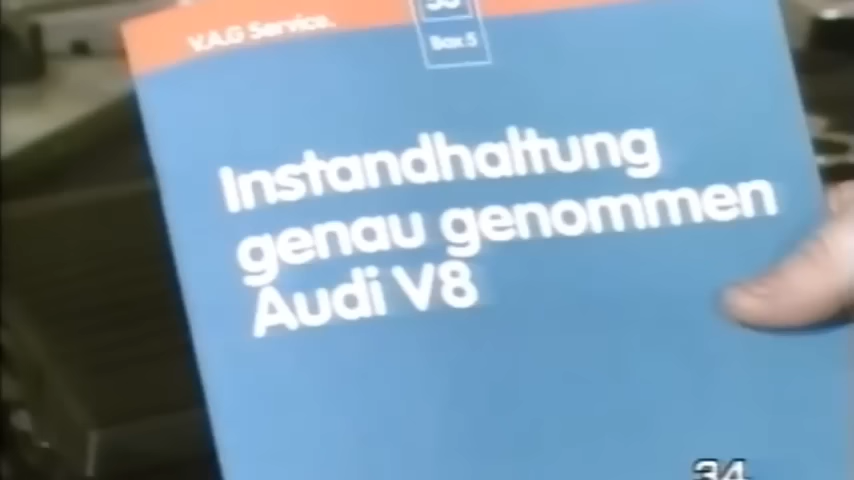 V.A.G Service.
Box 5
Instandhaltung
genau genommen
Audi V8
34